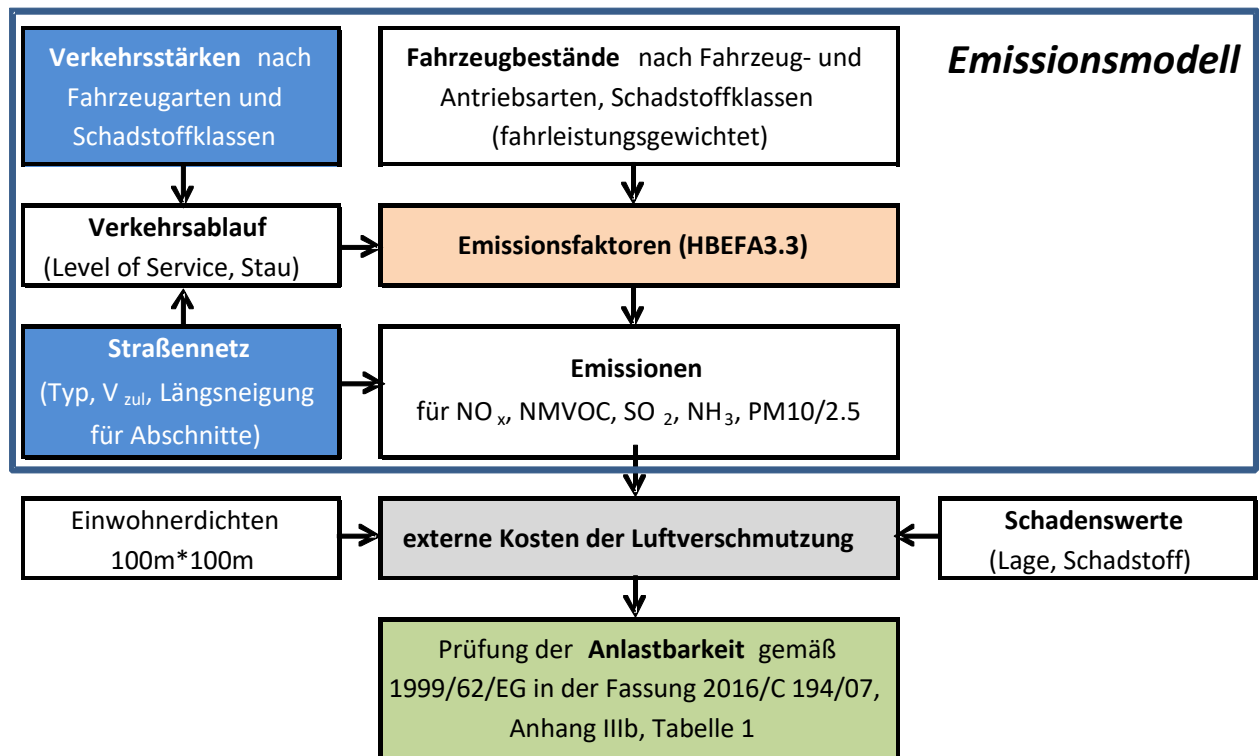 Verkehrsstärken nach
Fahrzeugarten und
Schadstoffklassen
Fahrzeugbestände nach Fahrzeug- und
Antriebsarten, Schadstoffklassen
(fahrleistungsgewichtet)
Emissionsmodell
Verkehrsablauf
(Level of Service, Stau)
Emissionsfaktoren (HBEFA3.3)
Straßennetz
(Typ, V zul, Längsneigung
für Abschnitte)
Emissionen
für NO x, NMVOC, SO 2, NH3, PM10/2.5
Einwohnerdichten
100m*100m
externe Kosten der Luftverschmutzung
Schadenswerte
(Lage, Schadstoff)
Prüfung der Anlastbarkeit gemäß
1999/62/EG in der Fassung 2016/C 194/07,
Anhang IIIb, Tabelle 1